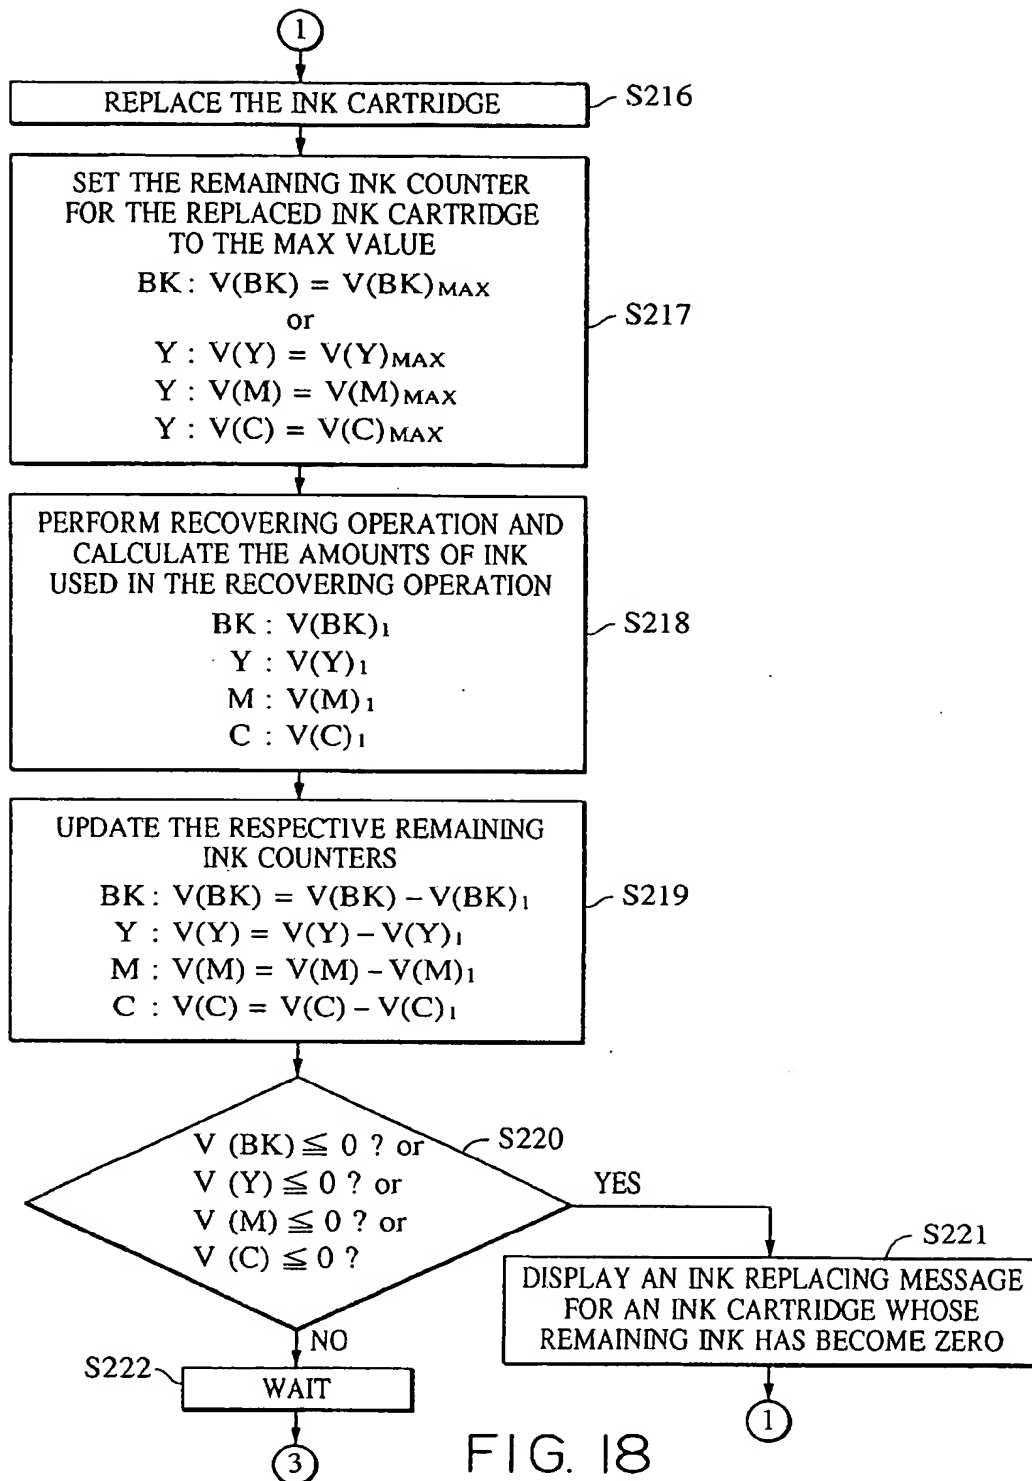 1
REPLACE THE INK CARTRIDGE
S216
SET THE REMAINING INK COUNTER
FOR THE REPLACED INK CARTRIDGE
TO THE MAX VALUE
BK : V(BK) = V(BK)MAX
or
Y : V(Y) = V(Y)MAX
Y : V(M) = V(M)MAX
Y : V(C) = V(C)MAX
S217
PERFORM RECOVERING OPERATION AND
CALCULATE THE AMOUNTS OF INK
USED IN THE RECOVERING OPERATION
BK : V(BK)1
Y : V(Y)1
M : V(M)1
C : V(C)1
S218
UPDATE THE RESPECTIVE REMAINING
INK COUNTERS
BK : V(BK) = V(BK) – V(BK)1
Y : V(Y) = V(Y) – V(Y)1
M : V(M) = V(M) – V(M)1
C : V(C) = V(C) – V(C)1
S219
V (BK) ≦ 0 ? or
V (Y) ≦ 0 ? or
V (M) ≦ 0 ? or
V (C) ≦ 0 ?
S220
YES
S221
DISPLAY AN INK REPLACING MESSAGE
FOR AN INK CARTRIDGE WHOSE
REMAINING INK HAS BECOME ZERO
1
NO
S222
WAIT
3
FIG. 18